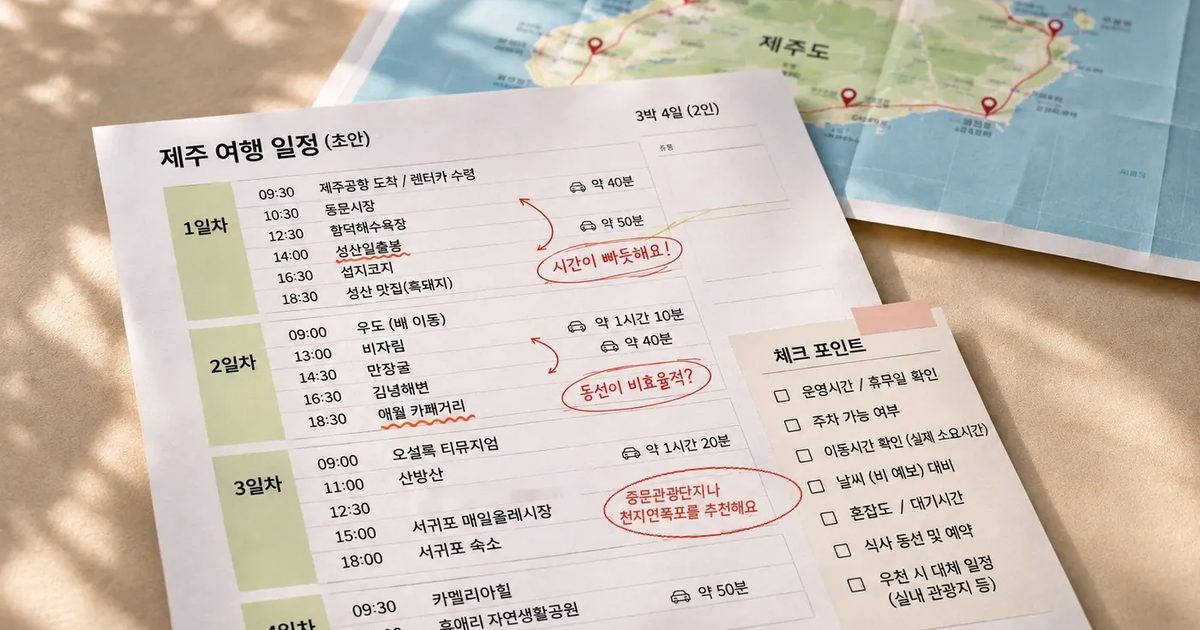 제주도
제주 여행 일정 (초안)
3박 4일 (2인)
1일차
09:30 제주공항 도착 / 렌터카 수령
10:30 동문시장 약 40분
12:30 함덕해수욕장
14:00 성산일출봉 약 50분
16:30 섭지코지
18:30 성산 맛집(흑돼지)
시간이 빠듯해요!
2일차
09:00 우도 (배 이동)
13:00 비자림 약 1시간 10분
14:30 만장굴 약 40분
16:30 김녕해변
18:30 애월 카페거리
동선이 비효율적?
3일차
09:00 오설록 티뮤지엄 약 1시간 20분
11:00 산방산
12:30
15:00 서귀포 매일올레시장
18:00 서귀포 숙소
중문관광단지나
천지연폭포를 추천해요
4일차
09:30 카멜리아힐 약 50분
휴애리 자연생활공원
체크 포인트
운영시간 / 휴무일 확인
주차 가능 여부
이동시간 확인 (실제 소요시간)
날씨 (비 예보) 대비
혼잡도 / 대기시간
식사 동선 및 예약
우천 시 대체 일정
(실내 관광지 등)